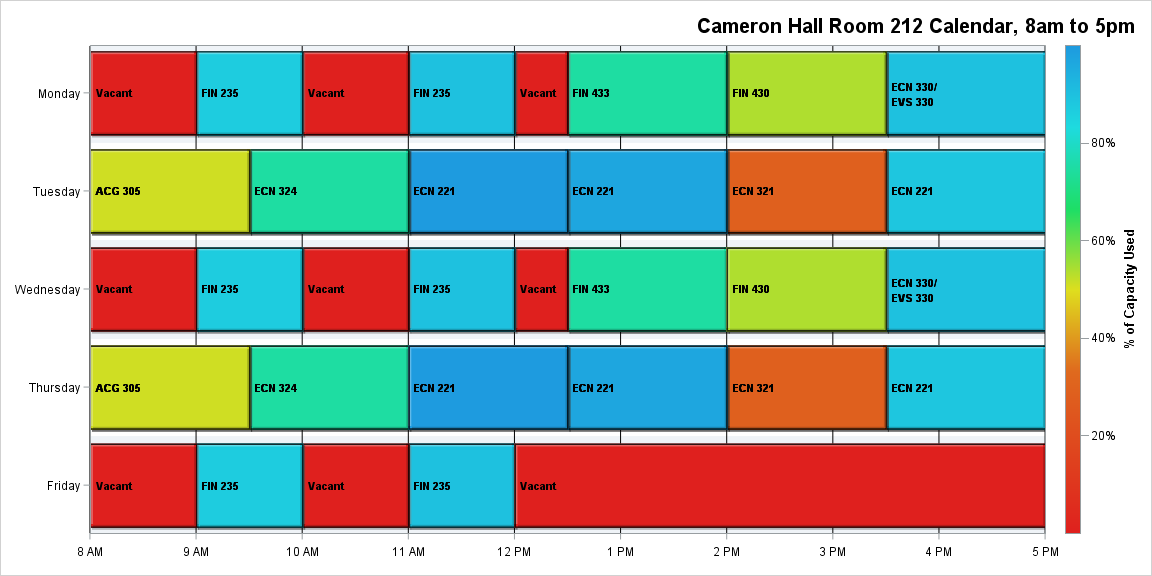 Cameron Hall Room 212 Calendar, 8am to 5pm
Monday
Vacant
FIN 235
Vacant
FIN 235
Vacant
FIN 433
FIN 430
ECN 330/
EVS 330
Tuesday
ACG 305
ECN 324
ECN 221
ECN 221
ECN 321
ECN 221
Wednesday
Vacant
FIN 235
Vacant
FIN 235
Vacant
FIN 433
FIN 430
ECN 330/
EVS 330
Thursday
ACG 305
ECN 324
ECN 221
ECN 221
ECN 321
ECN 221
Friday
Vacant
FIN 235
Vacant
FIN 235
Vacant
8 AM
9 AM
10 AM
11 AM
12 PM
1 PM
2 PM
3 PM
4 PM
5 PM
80%
60%
40%
20%
% of Capacity Used